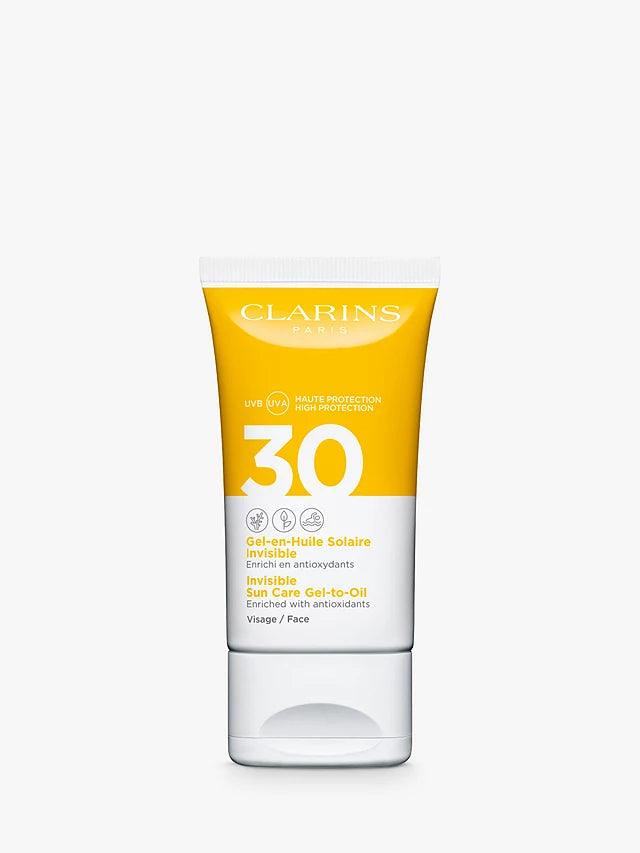 CLARINS
PARIS
UVB UVA HAUTE PROTECTION
HIGH PROTECTION
30
Gel-en-Huile Solaire
Invisible
Enrichi en antioxydants
Invisible
Sun Care Gel-to-Oil
Enriched with antioxidants
Visage / Face